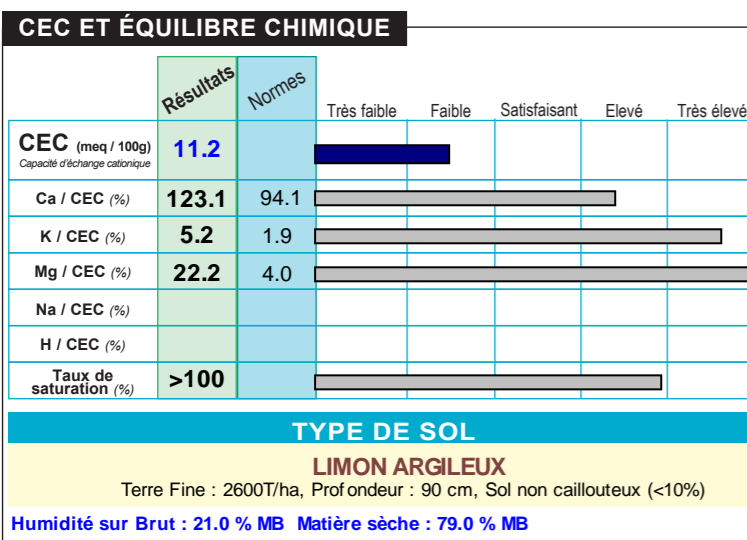 CEC ET ÉQUILIBRE CHIMIQUE
Résultats Normes Très faible Faible Satisfaisant Elevé Très élevé
CEC (meq / 100g) 11.2
Capacité d'échange cationique
Ca / CEC (%) 123.1 94.1
K / CEC (%) 5.2 1.9
Mg / CEC (%) 22.2 4.0
Na / CEC (%)
H / CEC (%)
Taux de
saturation (%) >100
TYPE DE SOL
LIMON ARGILEUX
Terre Fine : 2600T/ha, Profondeur : 90 cm, Sol non caillouteux (<10%)
Humidité sur Brut : 21.0 % MB Matière sèche : 79.0 % MB